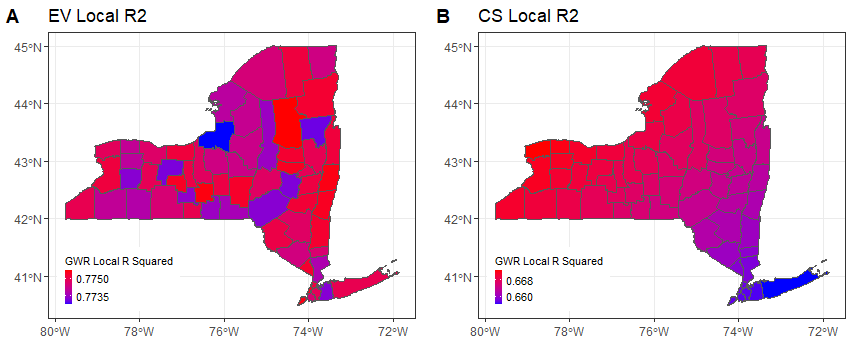 A EV Local R2
45°N
44°N
43°N
42°N
41°N
GWR Local R Squared
0.7750
0.7735
80°W 78°W 76°W 74°W 72°W
B CS Local R2
45°N
44°N
43°N
42°N
41°N
GWR Local R Squared
0.668
0.660
80°W 78°W 76°W 74°W 72°W